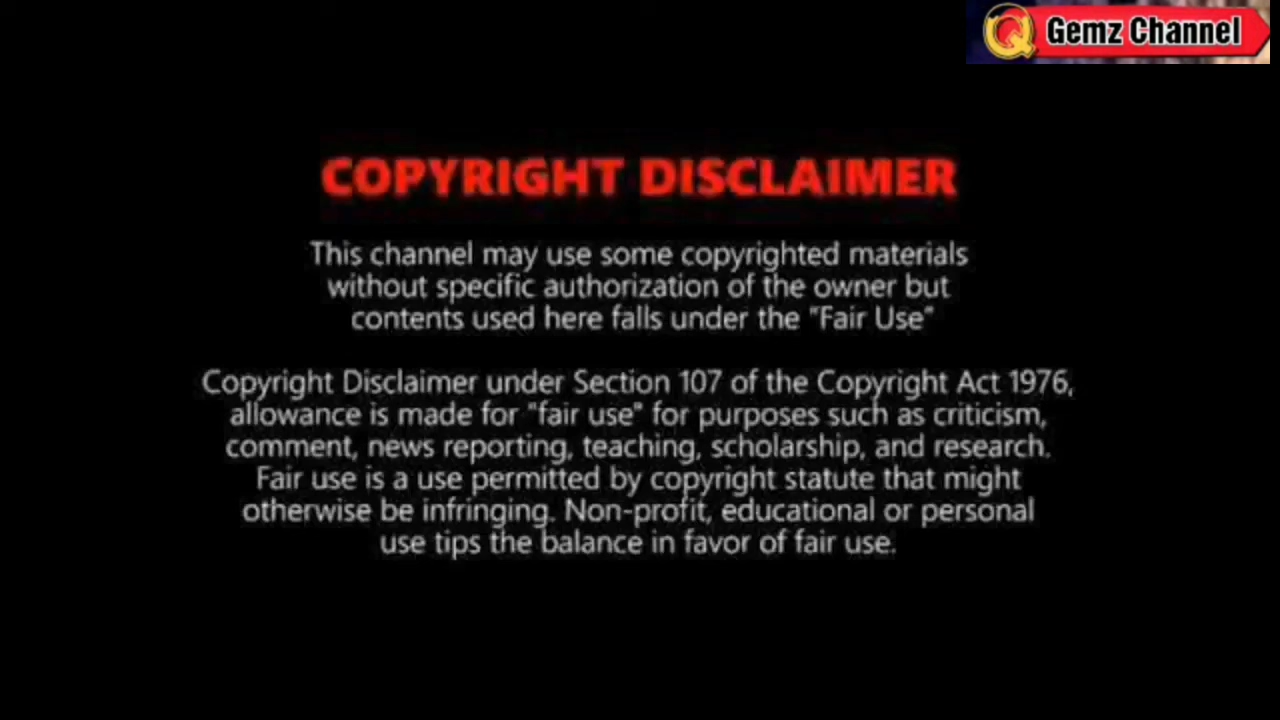 Gemz Channel
COPYRIGHT DISCLAIMER
This channel may use some copyrighted materials
without specific authorization of the owner but
contents used here falls under the "Fair Use"
Copyright Disclaimer under Section 107 of the Copyright Act 1976,
allowance is made for "fair use" for purposes such as criticism,
comment, news reporting, teaching, scholarship, and research.
Fair use is a use permitted by copyright statute that might
otherwise be infringing. Non-profit, educational or personal
use tips the balance in favor of fair use.